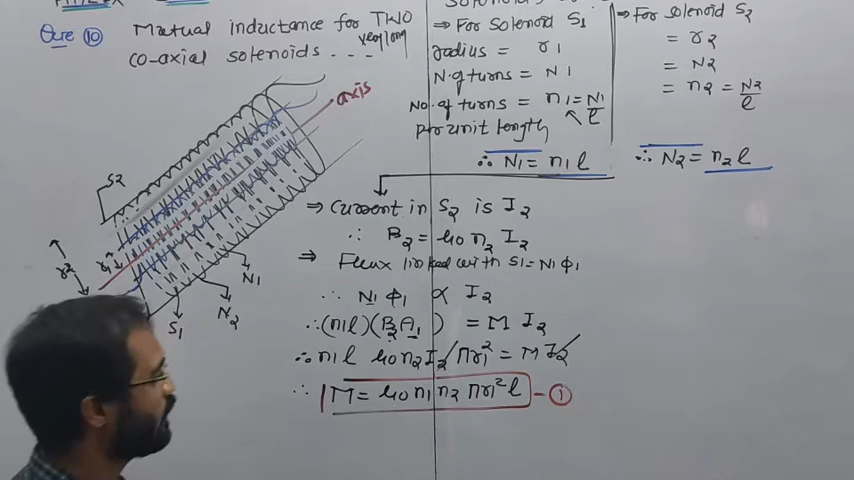 Que 10 Mutual inductance for TWO
very long
co-axial solenoids ...
axis
S2
r2
r1
N1
N2
S1
⇒ For Solenoid S1
radius = r1
N. of turns = N1
No. of turns = n1 = N1/l
per unit length
∴ N1 = n1 l
⇒ For solenoid S2
= r2
= N2
= n2 = N2/l
∴ N2 = n2 l
⇒ Current in S2 is I2
∴ B2 = μ0 n2 I2
⇒ Flux linked with S1 = N1 φ1
∴ N1 φ1 ∝ I2
∴ (n1 l) (B2 A1) = M I2
∴ n1 l μ0 n2 I2 πr1² = M I2
∴ M = μ0 n1 n2 πr1² l - 1